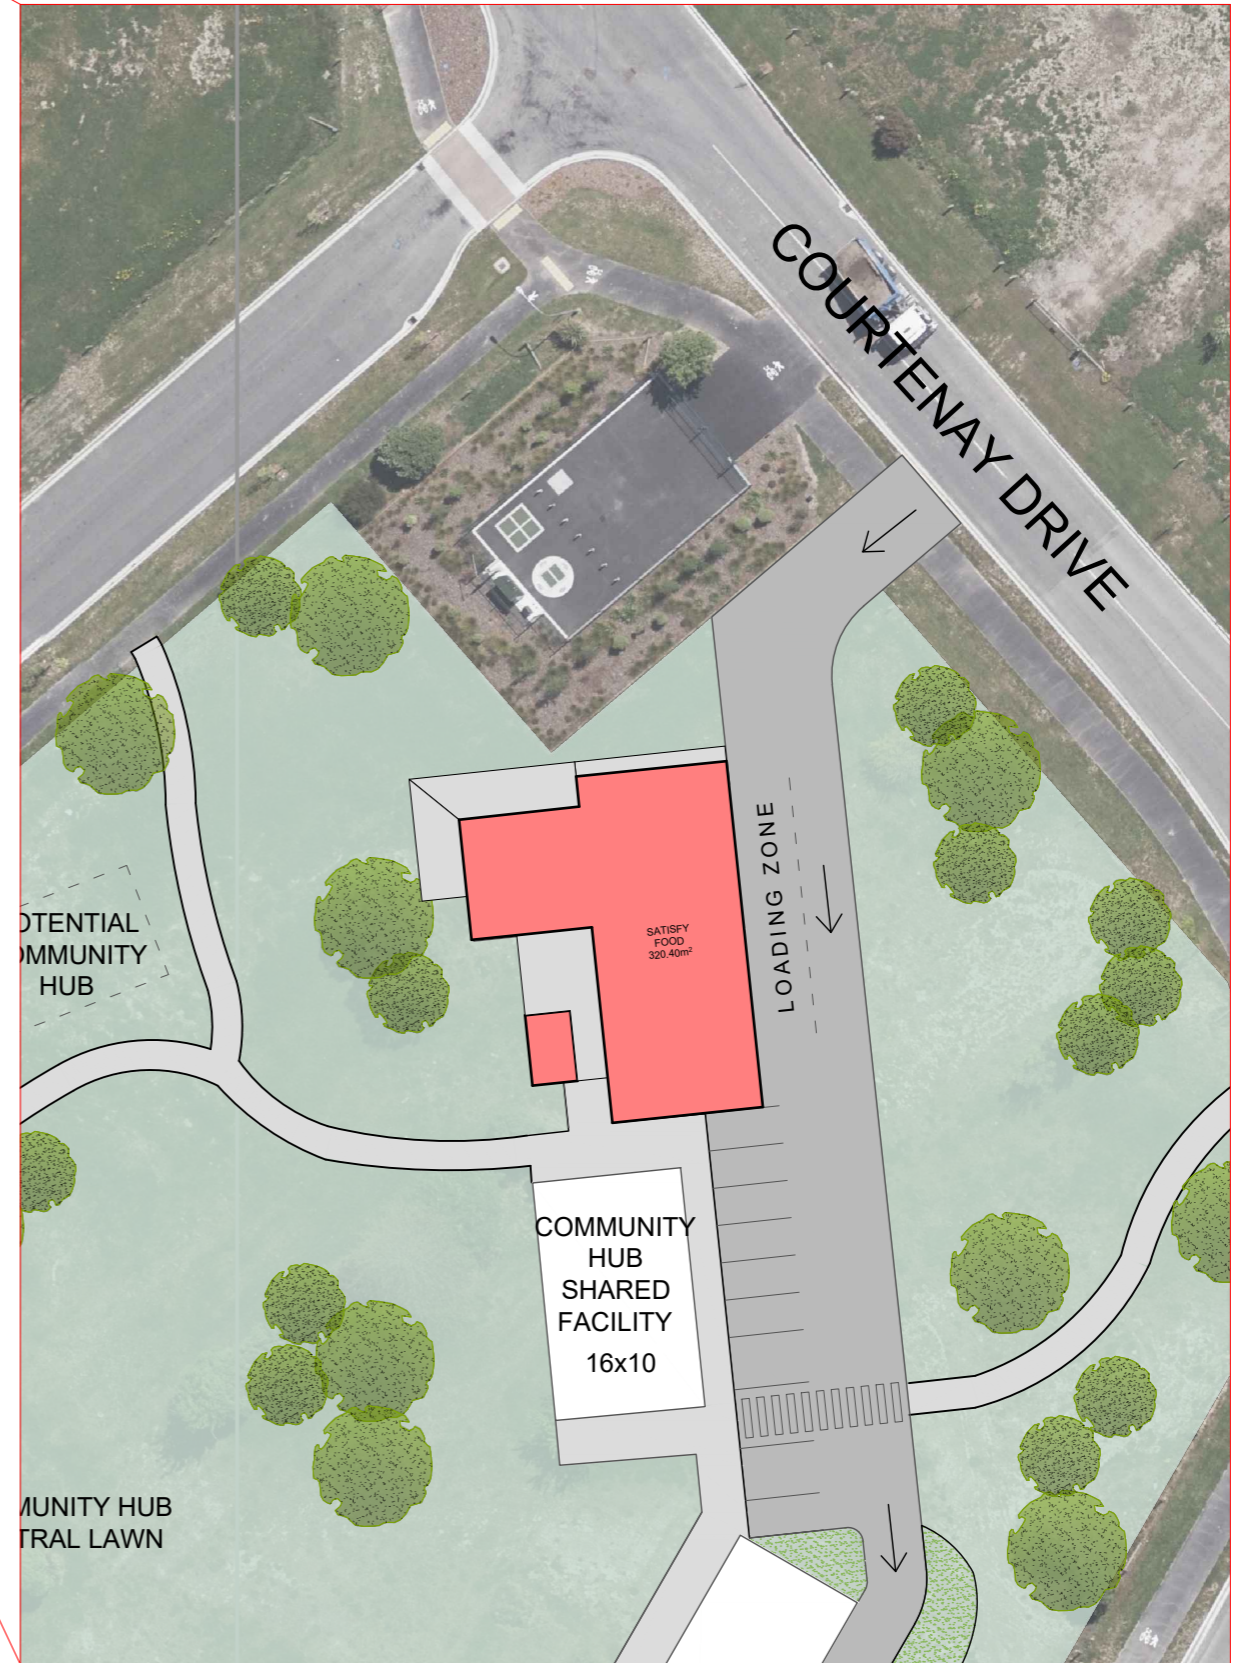 COURTENAY DRIVE
LOADING ZONE
SATISFY
FOOD
320.40m²
OTENTIAL
OMMUNITY
HUB
COMMUNITY
HUB
SHARED
FACILITY
16x10
MUNITY HUB
TRAL LAWN